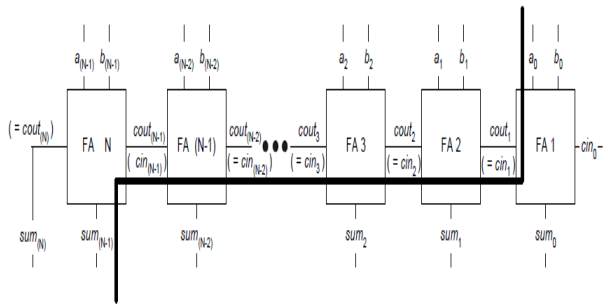 a(N-1) b(N-1) a(N-2) b(N-2) a2 b2 a1 b1 a0 b0
( = cout(N)) FA N cout(N-1) FA (N-1) cout(N-2) cout3 FA 3 cout2 FA 2 cout1 FA 1 cin0
( = cin(N-1)) (= cin(N-2)) (= cin3) (= cin2) (= cin1)
sum(N) sum(N-1) sum(N-2) sum2 sum1 sum0